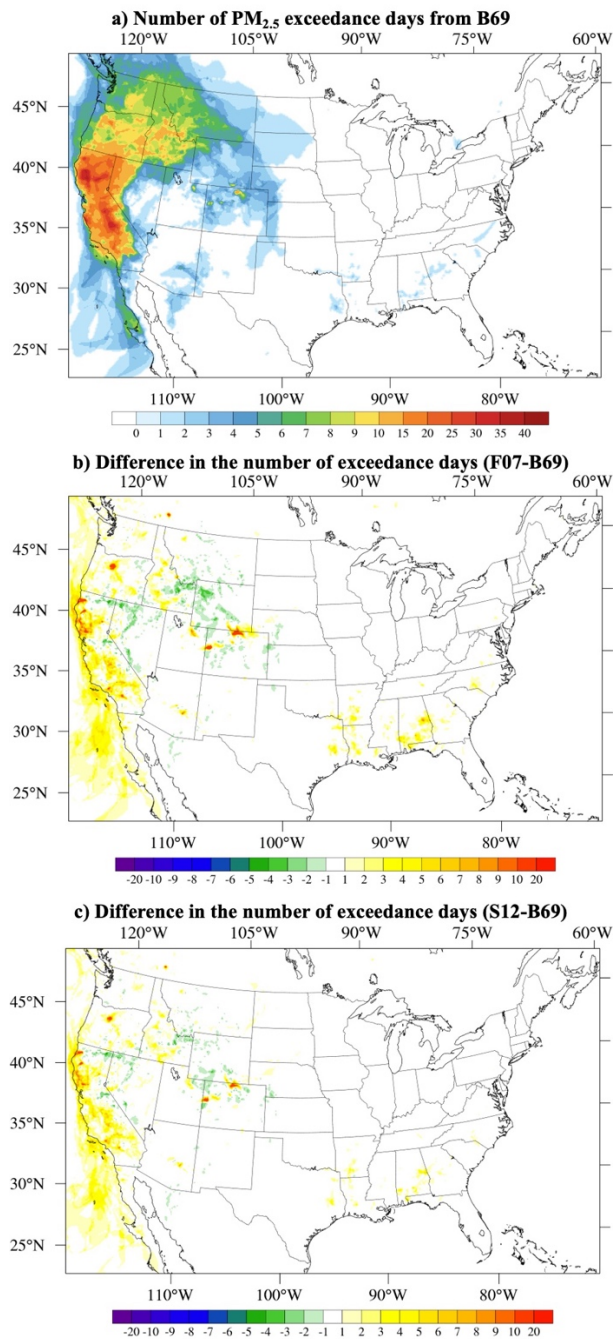 a) Number of PM2.5 exceedance days from B69
120°W 105°W 90°W 75°W 60°W
45°N
40°N
35°N
30°N
25°N
110°W 100°W 90°W 80°W
0 1 2 3 4 5 6 7 8 9 10 15 20 25 30 35 40
b) Difference in the number of exceedance days (F07-B69)
120°W 105°W 90°W 75°W 60°W
45°N
40°N
35°N
30°N
25°N
110°W 100°W 90°W 80°W
-20 -10 -9 -8 -7 -6 -5 -4 -3 -2 -1 1 2 3 4 5 6 7 8 9 10 20
c) Difference in the number of exceedance days (S12-B69)
120°W 105°W 90°W 75°W 60°W
45°N
40°N
35°N
30°N
25°N
110°W 100°W 90°W 80°W
-20 -10 -9 -8 -7 -6 -5 -4 -3 -2 -1 1 2 3 4 5 6 7 8 9 10 20